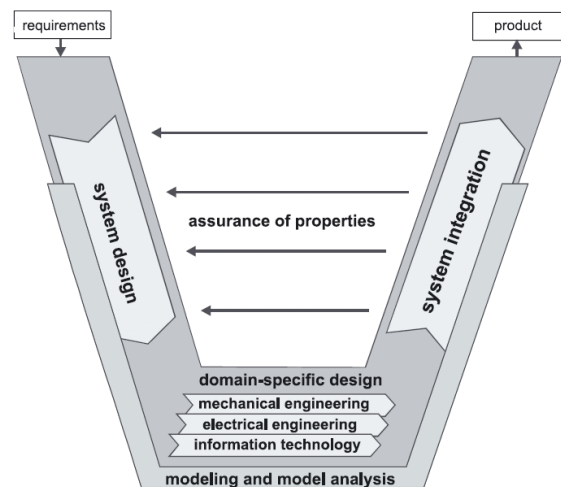 requirements
product
system design
system integration
assurance of properties
domain-specific design
mechanical engineering
electrical engineering
information technology
modeling and model analysis